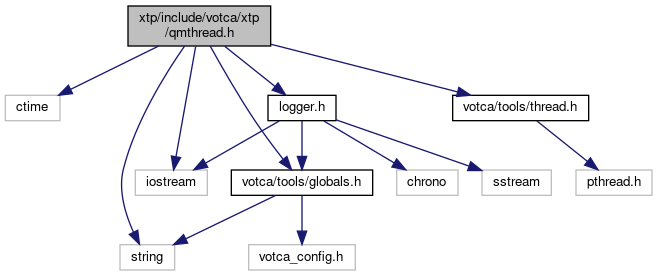 xtp/include/votca/xtp
/qmthread.h
ctime
logger.h
votca/tools/thread.h
iostream
votca/tools/globals.h
chrono
sstream
pthread.h
string
votca_config.h